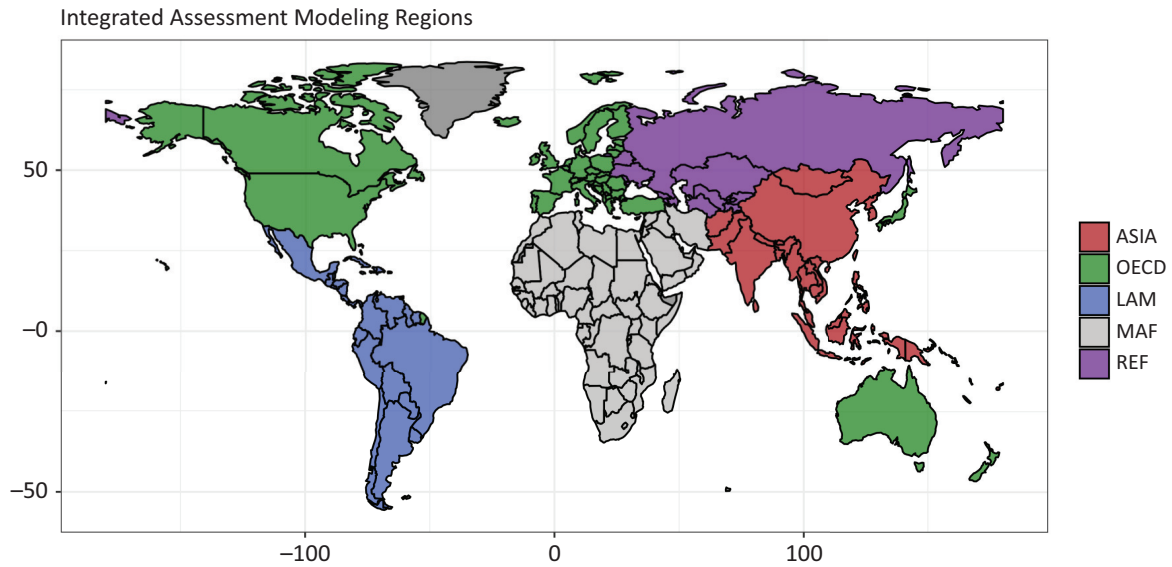 Integrated Assessment Modeling Regions
50
–0
–50
–100
0
100
ASIA
OECD
LAM
MAF
REF